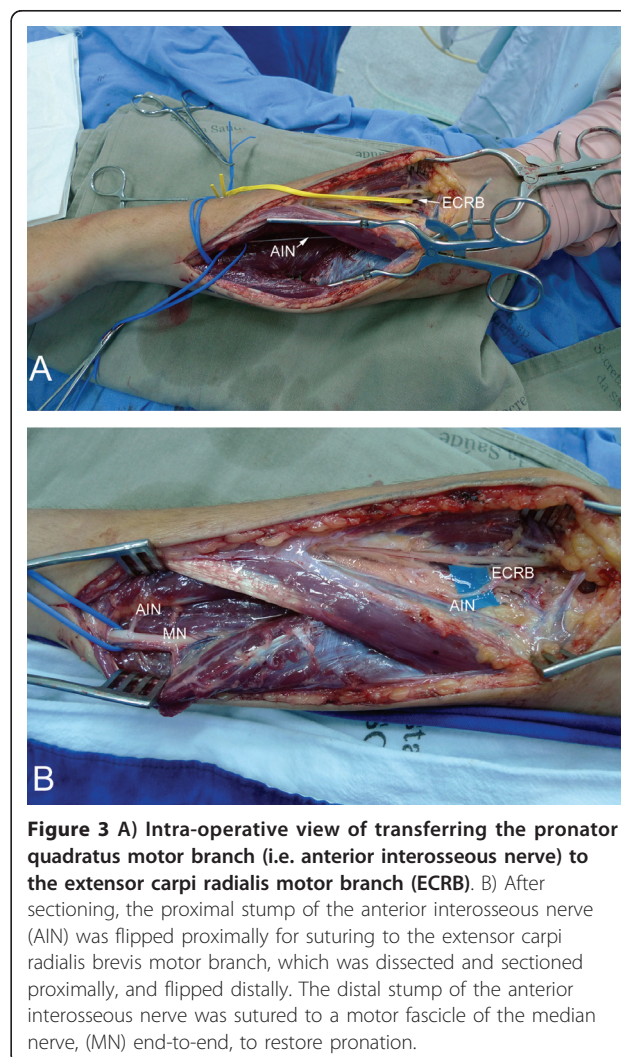 Secreta
da S
ECRB
AIN
A
Saúde
ECRB
AIN
AIN
MN
B
Figure 3 A) Intra-operative view of transferring the pronator
quadratus motor branch (i.e. anterior interosseous nerve) to
the extensor carpi radialis motor branch (ECRB). B) After
sectioning, the proximal stump of the anterior interosseous nerve
(AIN) was flipped proximally for suturing to the extensor carpi
radialis brevis motor branch, which was dissected and sectioned
proximally, and flipped distally. The distal stump of the anterior
interosseous nerve was sutured to a motor fascicle of the median
nerve, (MN) end-to-end, to restore pronation.